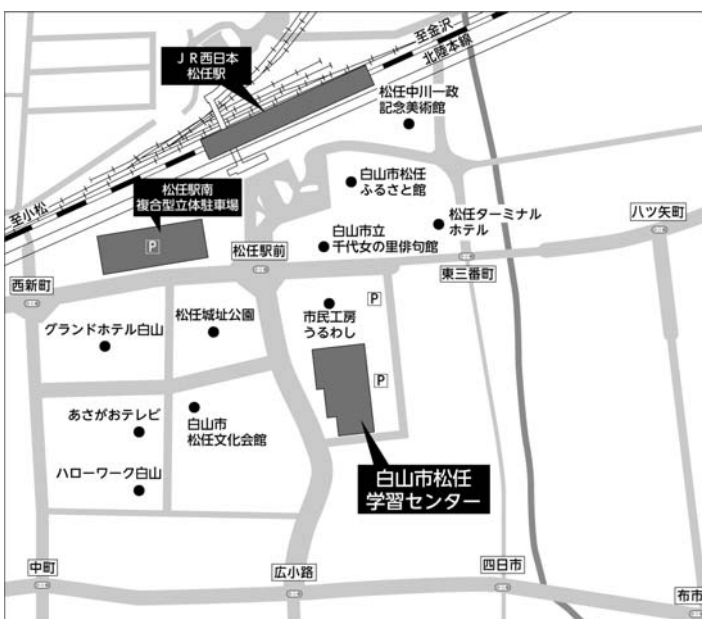 至金沢
北陸本線
JR西日本
松任駅
松任中川一政
記念美術館
白山市松任
ふるさと館
松任駅南
複合型立体駐車場
至小松
P
白山市立
千代女の里俳句館
松任ターミナル
ホテル
八ツ矢町
松任駅前
東三番町
西新町
P
市民工房
うるわし
松任城址公園
グランドホテル白山
P
あさがおテレビ
白山市
松任文化会館
ハローワーク白山
白山市松任
学習センター
中町
広小路
四日市
布市